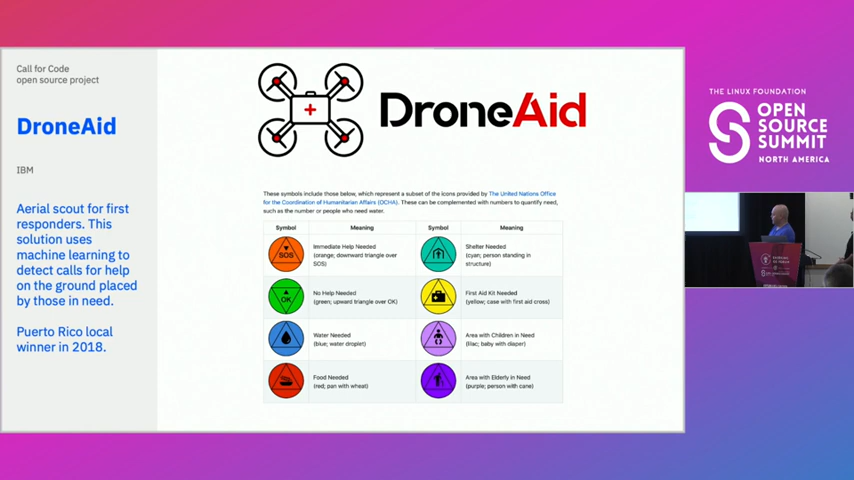 Call for Code
open source project
DroneAid
IBM
Aerial scout for first
responders. This
solution uses
machine learning to
detect calls for help
on the ground placed
by those in need.
Puerto Rico local
winner in 2018.
DroneAid
These symbols include those below, which represent a subset of the icons provided by The United Nations Office
for the Coordination of Humanitarian Affairs (OCHA). These can be complemented with numbers to quantify need,
such as the number or people who need water.
Symbol Meaning Symbol Meaning
SOS
Immediate Help Needed
(orange; downward triangle over
SOS)
Shelter Needed
(cyan; person standing in
structure)
OK
No Help Needed
(green; upward triangle over OK)
First Aid Kit Needed
(yellow; case with first aid cross)
Water Needed
(blue; water droplet)
Area with Children in Need
(lilac; baby with diaper)
Food Needed
(red; pan with wheat)
Area with Elderly in Need
(purple; person with cane)
THE LINUX FOUNDATION
OPEN
SOURCE
SUMMIT
NORTH AMERICA